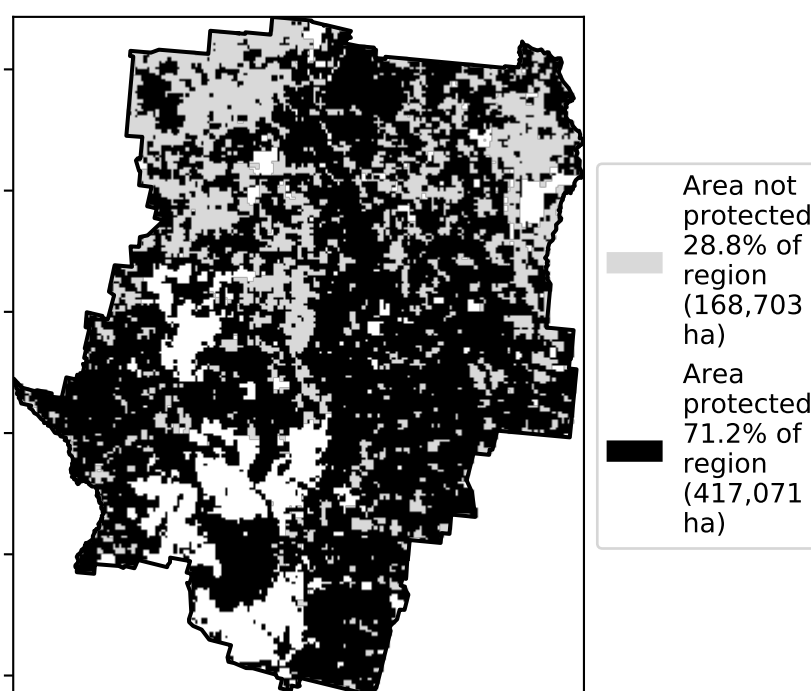 Area not
protected
28.8% of
region
(168,703
ha)
Area
protected
71.2% of
region
(417,071
ha)